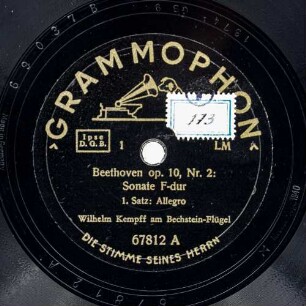 GRAMMOPHON
Ipse
D.G.B.
1
LM
173
Beethoven op. 10, Nr. 2:
Sonate F-dur
1. Satz: Allegro
Wilhelm Kempff am Bechstein-Flügel
67812 A
DIE STIMME SEINES HERRN